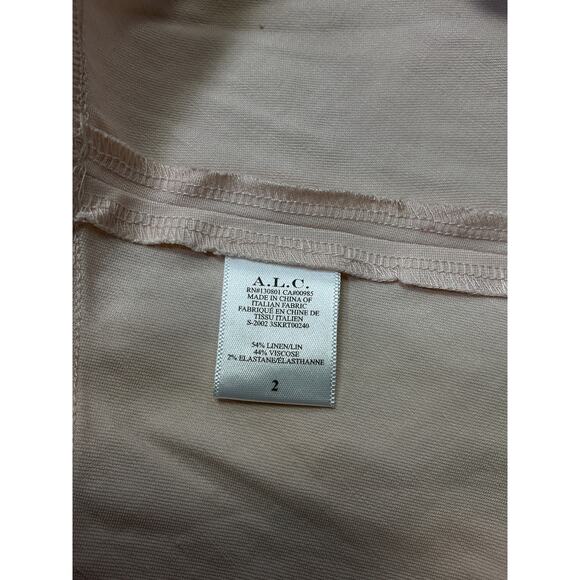 A.L.C.
RN#130801 CA#00985
MADE IN CHINA OF
ITALIAN FABRIC
FABRIQUÉ EN CHINE DE
TISSU ITALIEN
S-2002 3SKRT00240
54% LINEN/LIN
44% VISCOSE
2% ELASTANE/ÉLASTHANNE
2